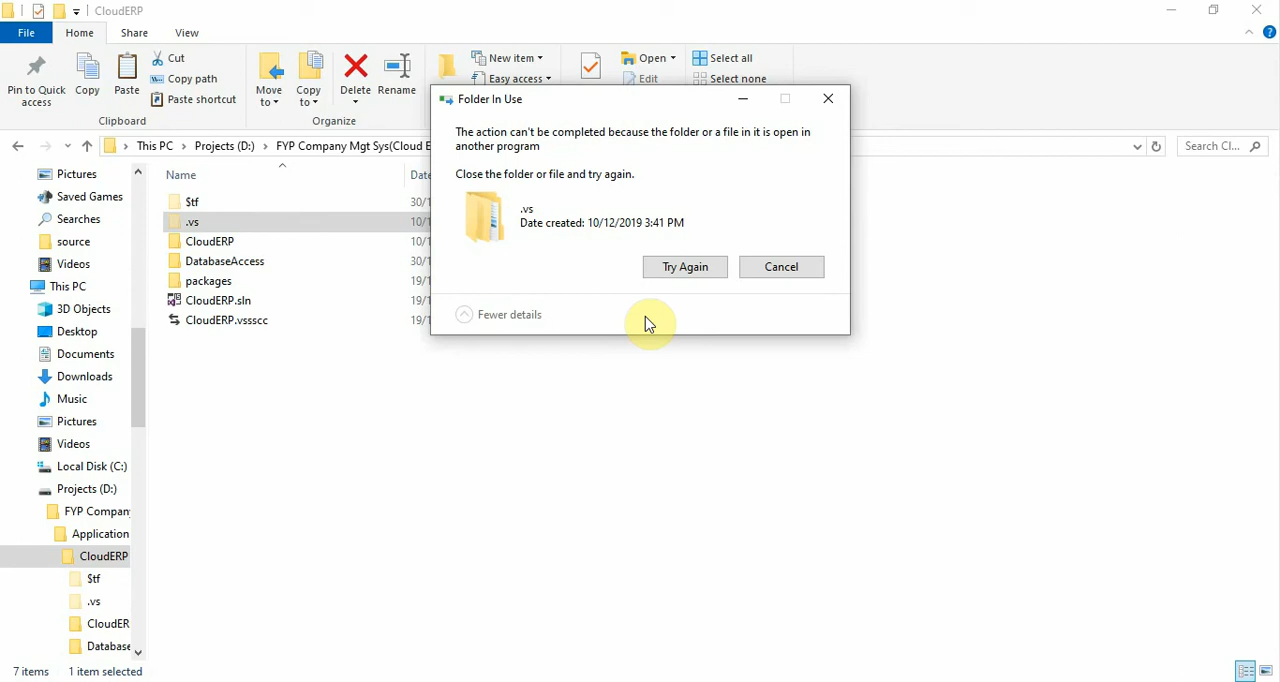 CloudERP
File
Home
Share
View
Pin to Quick
access
Copy
Paste
Cut
Copy path
Paste shortcut
Clipboard
Move
to
Copy
to
Delete
Rename
Organize
New item
Easy access
Open
Edit
Select all
Select none
This PC
Projects (D:)
FYP Company Mgt Sys(Cloud E
Search Cl...
Pictures
Saved Games
Searches
source
Videos
This PC
3D Objects
Desktop
Documents
Downloads
Music
Pictures
Videos
Local Disk (C:)
Projects (D:)
FYP Compan
Application
CloudERP
$tf
.vs
CloudER
Database
Name
Date
$tf 30/1
.vs 10/1
CloudERP 10/1
DatabaseAccess 30/1
packages 19/1
CloudERP.sln 19/1
CloudERP.vssscc 19/1
Folder In Use
The action can't be completed because the folder or a file in it is open in
another program
Close the folder or file and try again.
.vs
Date created: 10/12/2019 3:41 PM
Try Again
Cancel
Fewer details
7 items 1 item selected